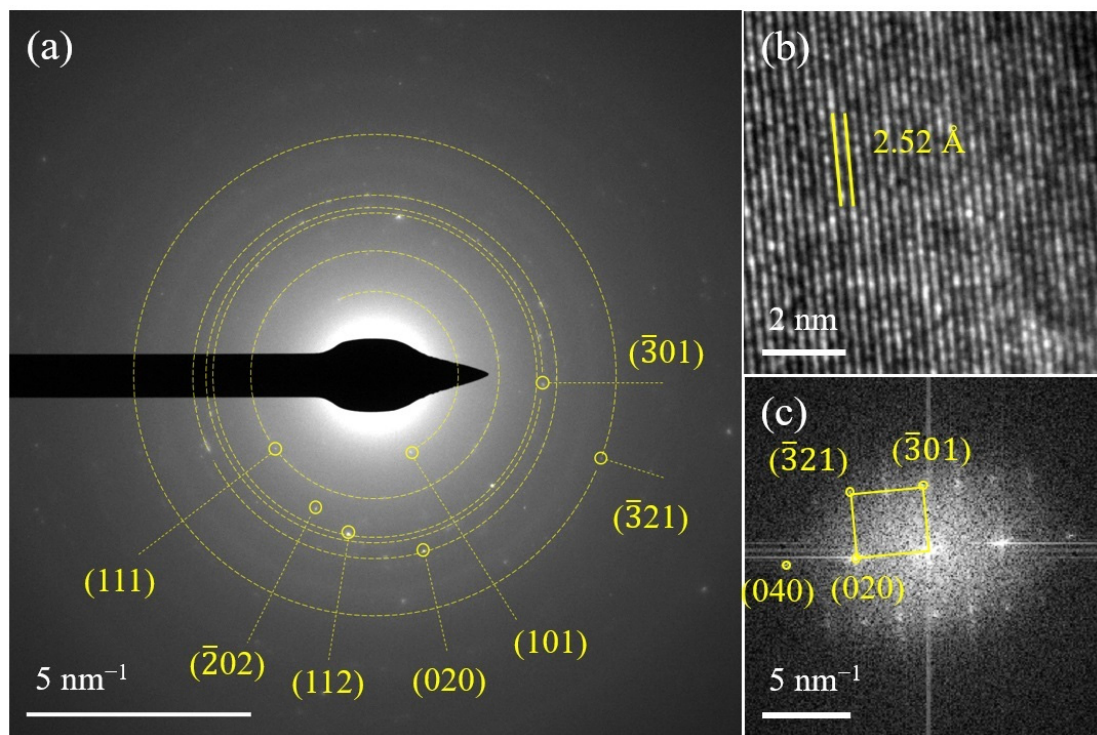 (a)
(3̅01)
(3̅21)
(111)
(2̅02)
(112)
(020)
(101)
5 nm⁻¹
(b)
2.52 Å
2 nm
(c)
(3̅21)
(3̅01)
(040)
(020)
5 nm⁻¹